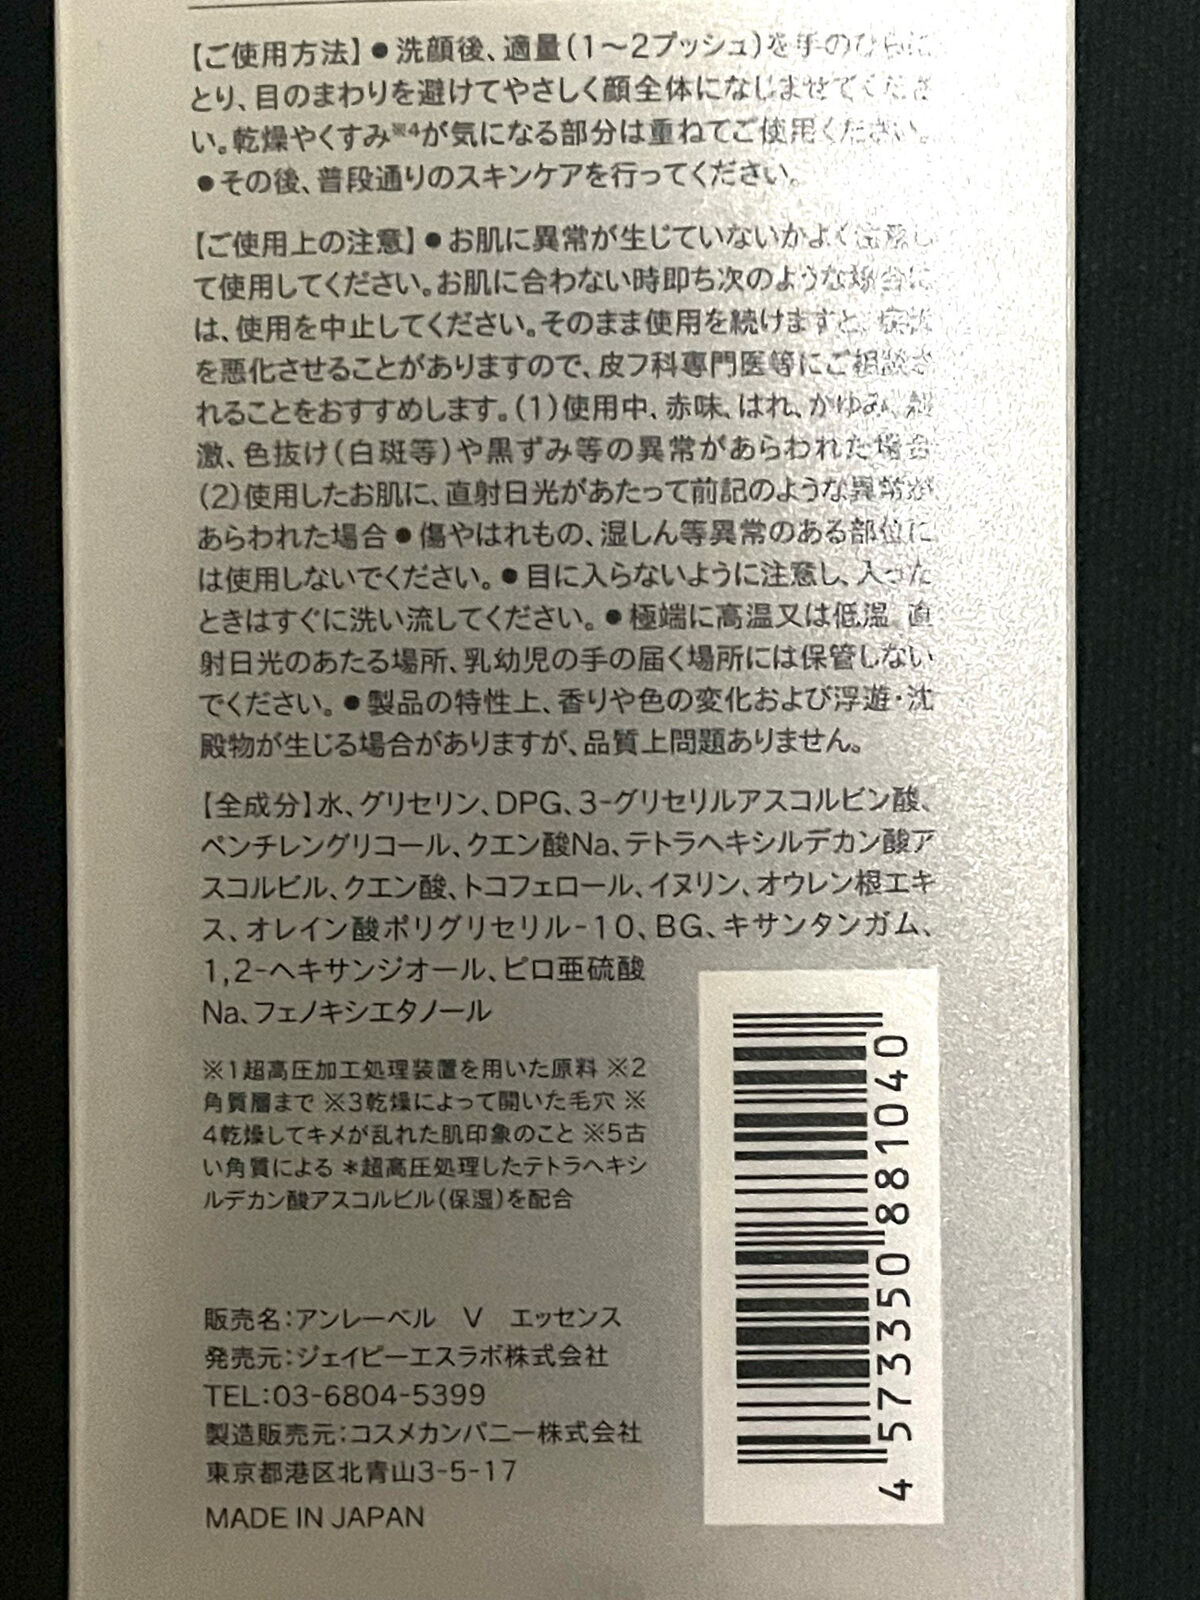 【ご使用方法】●洗顔後、適量（1〜2プッシュ）を手のひらに
とり、目のまわりを避けてやさしく顔全体になじませてくださ
い。乾燥やくすみ※4が気になる部分は重ねてご使用ください。
●その後、普段通りのスキンケアを行ってください。
【ご使用上の注意】●お肌に異常が生じていないかよく注意し
て使用してください。お肌に合わない時即ち次のような場合に
は、使用を中止してください。そのまま使用を続けますと、症状
を悪化させることがありますので、皮フ科専門医等にご相談さ
れることをおすすめします。（1）使用中、赤味、はれ、かゆみ、刺
激、色抜け（白斑等）や黒ずみ等の異常があらわれた場合
（2）使用したお肌に、直射日光があたって前記のような異常が
あらわれた場合●傷やはれもの、湿しん等異常のある部位に
は使用しないでください。●目に入らないように注意し、入った
ときはすぐに洗い流してください。●極端に高温又は低温、直
射日光のあたる場所、乳幼児の手の届く場所には保管しない
でください。●製品の特性上、香りや色の変化および浮遊・沈
殿物が生じる場合がありますが、品質上問題ありません。
【全成分】水、グリセリン、DPG、3-グリセリルアスコルビン酸、
ペンチレングリコール、クエン酸Na、テトラヘキシルデカン酸ア
スコルビル、クエン酸、トコフェロール、イヌリン、オウレン根エキ
ス、オレイン酸ポリグリセリル-10、BG、キサンタンガム、
1,2-ヘキサンジオール、ピロ亜硫酸
Na、フェノキシエタノール
※1超高圧加工処理装置を用いた原料 ※2
角質層まで ※3乾燥によって開いた毛穴 ※
4乾燥してキメが乱れた肌印象のこと ※5古
い角質による ＊超高圧処理したテトラヘキシ
ルデカン酸アスコルビル（保湿）を配合
販売名：アンレーベル　V　エッセンス
発売元：ジェイピーエスラボ株式会社
TEL：03-6804-5399
製造販売元：コスメカンパニー株式会社
東京都港区北青山3-5-17
MADE IN JAPAN
4 573350 881040